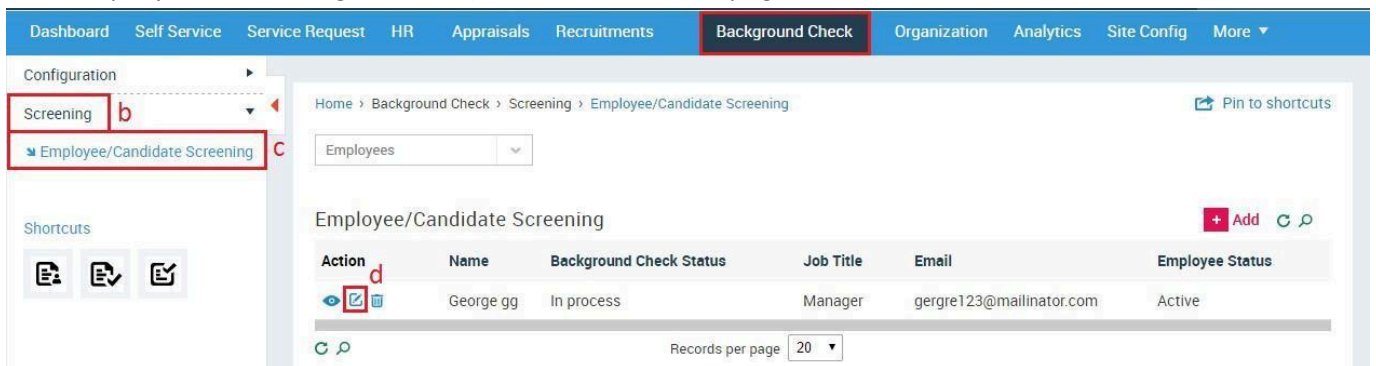 Dashboard Self Service Service Request HR Appraisals Recruitments Background Check Organization Analytics Site Config More ▼
Configuration
Screening b
Employee/Candidate Screening c
Shortcuts
Home › Background Check › Screening › Employee/Candidate Screening Pin to shortcuts
Employees
Employee/Candidate Screening + Add
Action Name Background Check Status Job Title Email Employee Status
d
George gg In process Manager gergre123@mailinator.com Active
Records per page 20 ▼